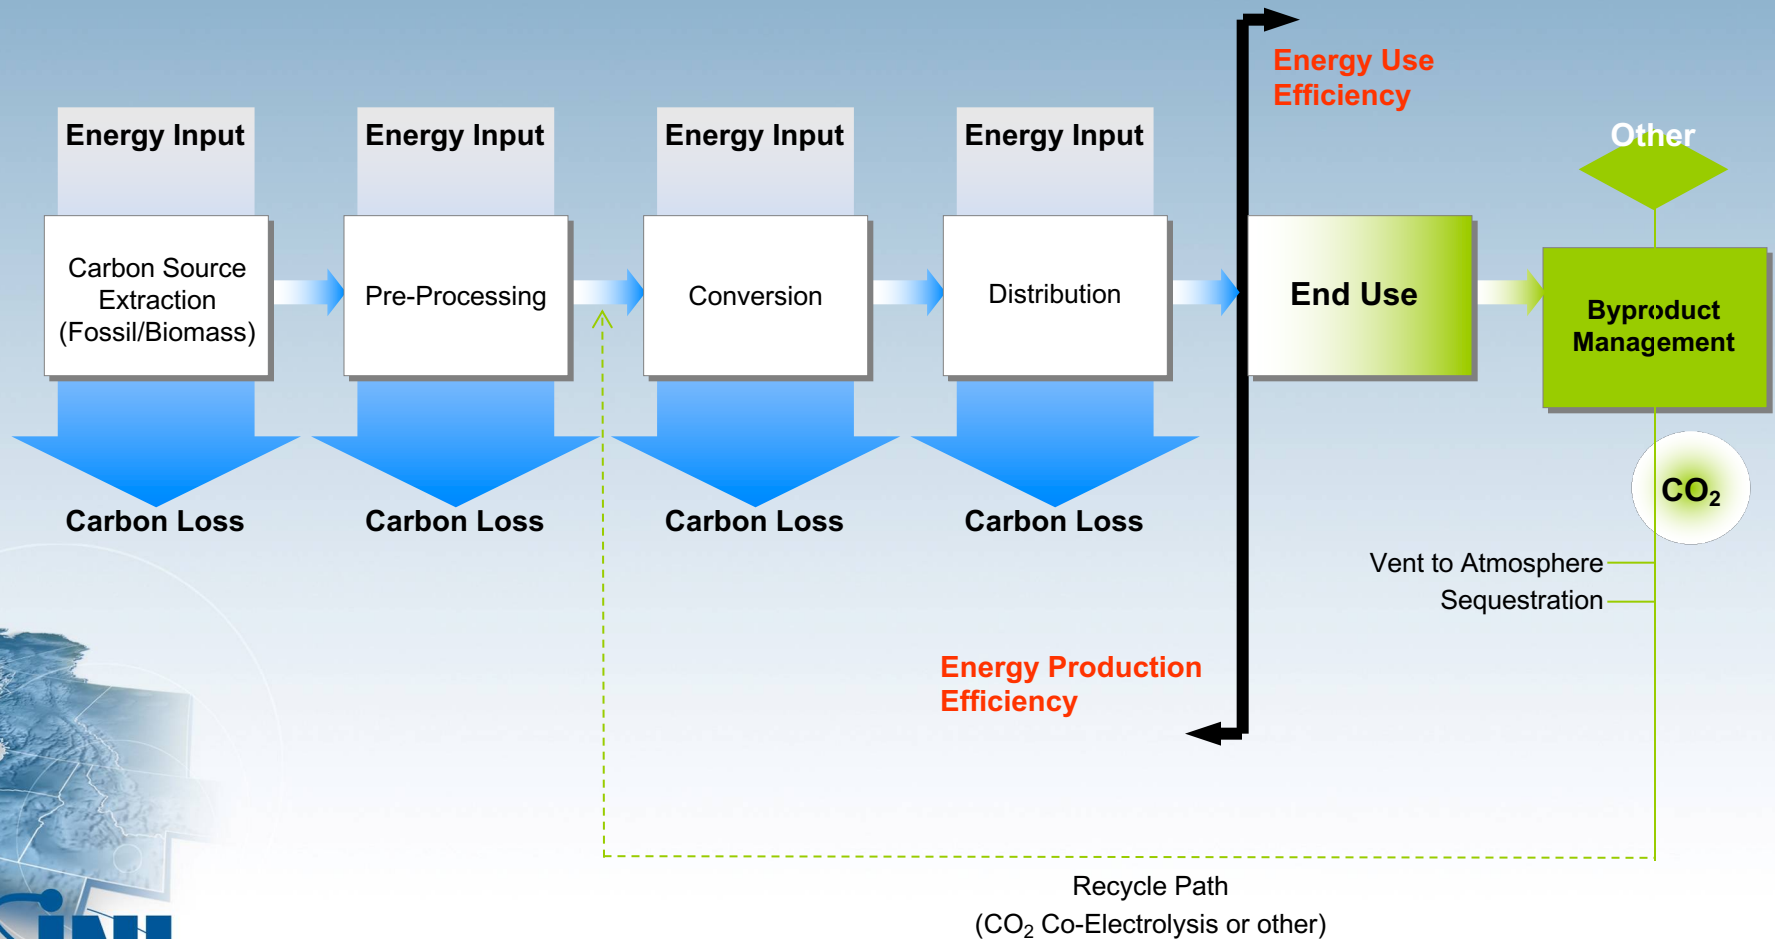 Energy Use
Efficiency
Energy Input
Energy Input
Energy Input
Energy Input
Other
Carbon Source
Extraction
(Fossil/Biomass)
Pre-Processing
Conversion
Distribution
End Use
Byproduct
Management
Carbon Loss
Carbon Loss
Carbon Loss
Carbon Loss
CO₂
Vent to Atmosphere
Sequestration
Energy Production
Efficiency
Recycle Path
(CO₂ Co-Electrolysis or other)